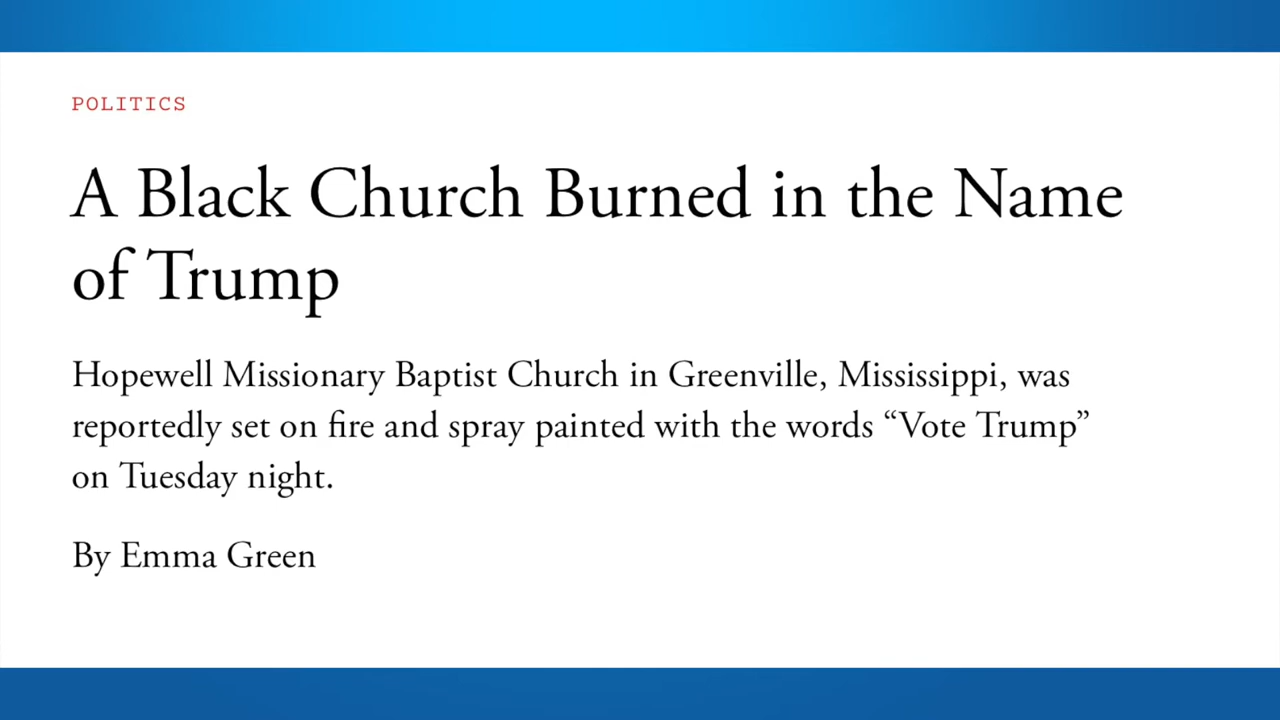 POLITICS
A Black Church Burned in the Name
of Trump
Hopewell Missionary Baptist Church in Greenville, Mississippi, was
reportedly set on fire and spray painted with the words “Vote Trump”
on Tuesday night.
By Emma Green